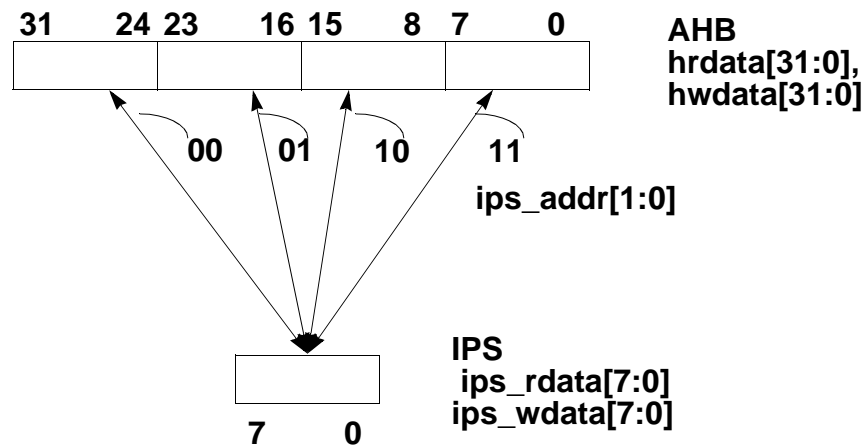 31 24 23 16 15 8 7 0
AHB
hrdata[31:0],
hwdata[31:0]
00 01 10 11
ips_addr[1:0]
IPS
ips_rdata[7:0]
ips_wdata[7:0]
7 0